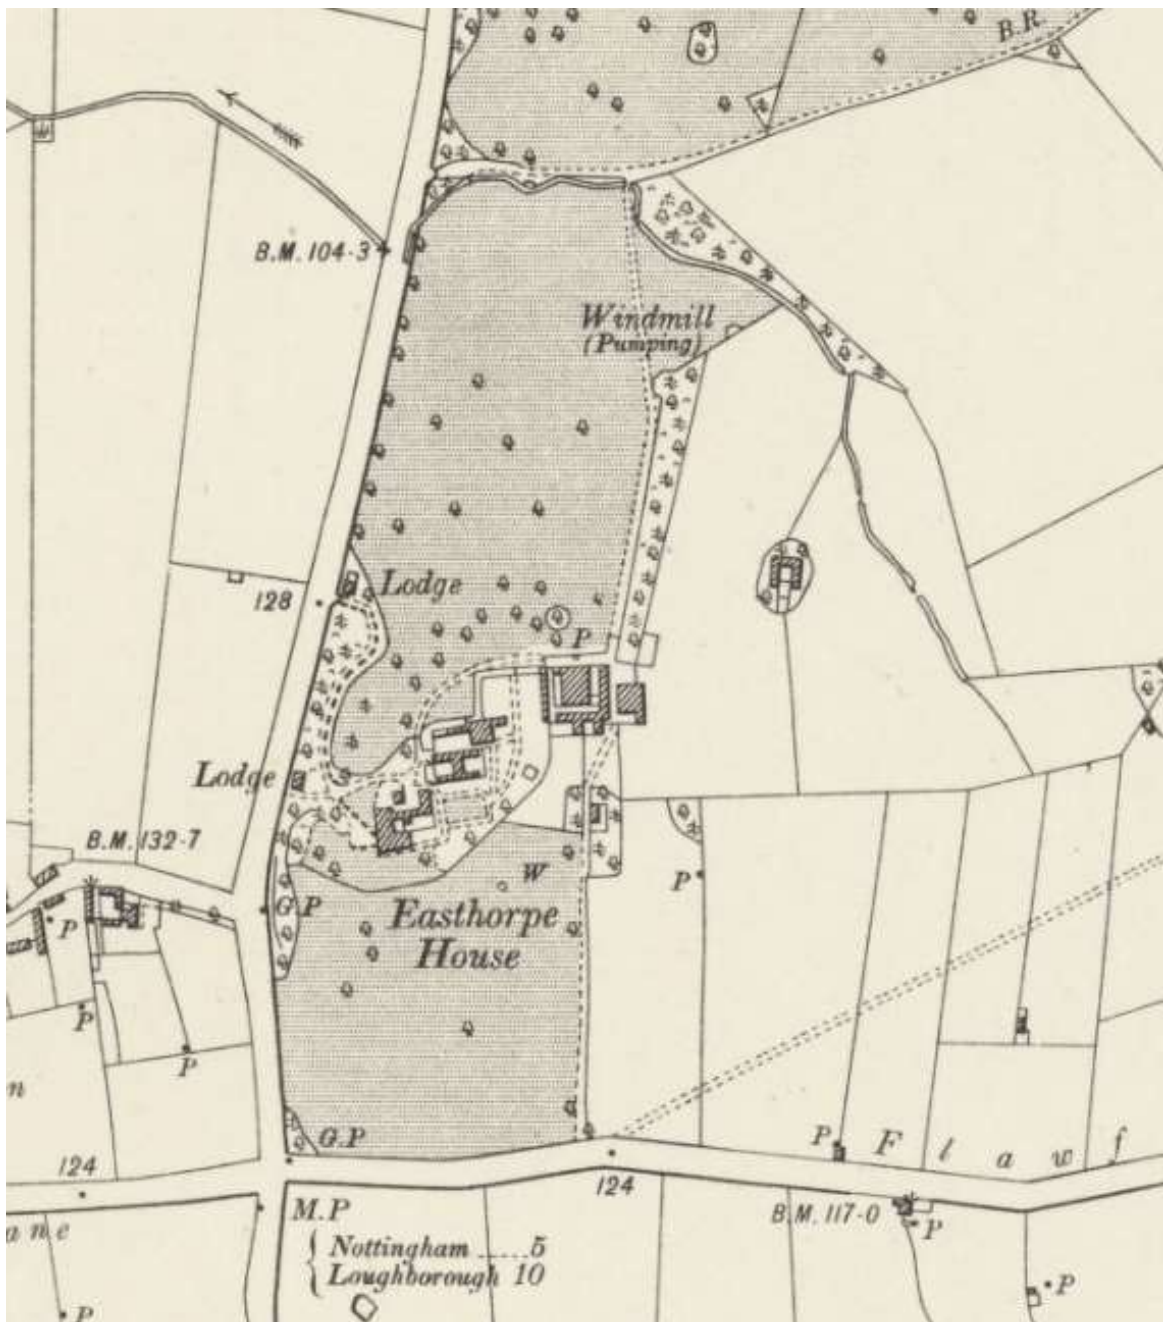 B.R.
B.M. 104·3
Windmill
(Pumping)
Lodge
128
P
Lodge
B.M. 132·7
W
P
G.P
Easthorpe
House
P
P
P
n
G.P
P
F l a w f
124
124
M.P
B.M. 117·0
P
ane
Nottingham 5
Loughborough 10
P
P